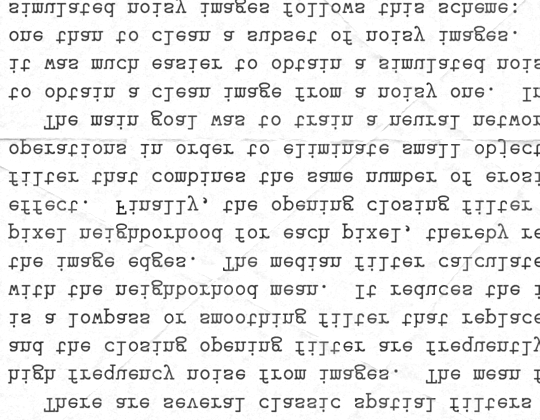 There are several classic spatial filters
high frequency noise from images. The mean f
and the closing opening filter are frequently
is a lowpass or smoothing filter that replace
with the neighborhood mean. It reduces the i
the image edges. The median filter calculate
pixel neighborhood for each pixel, thereby re
effect. Finally, the opening closing filter
filter that combines the same number of erosi
operations in order to eliminate small object
The main goal was to train a neural networ
to obtain a clean image from a noisy one. In
it was much easier to obtain a simulated nois
one than to clean a subset of noisy images.
simulated noisy images follows this scheme: